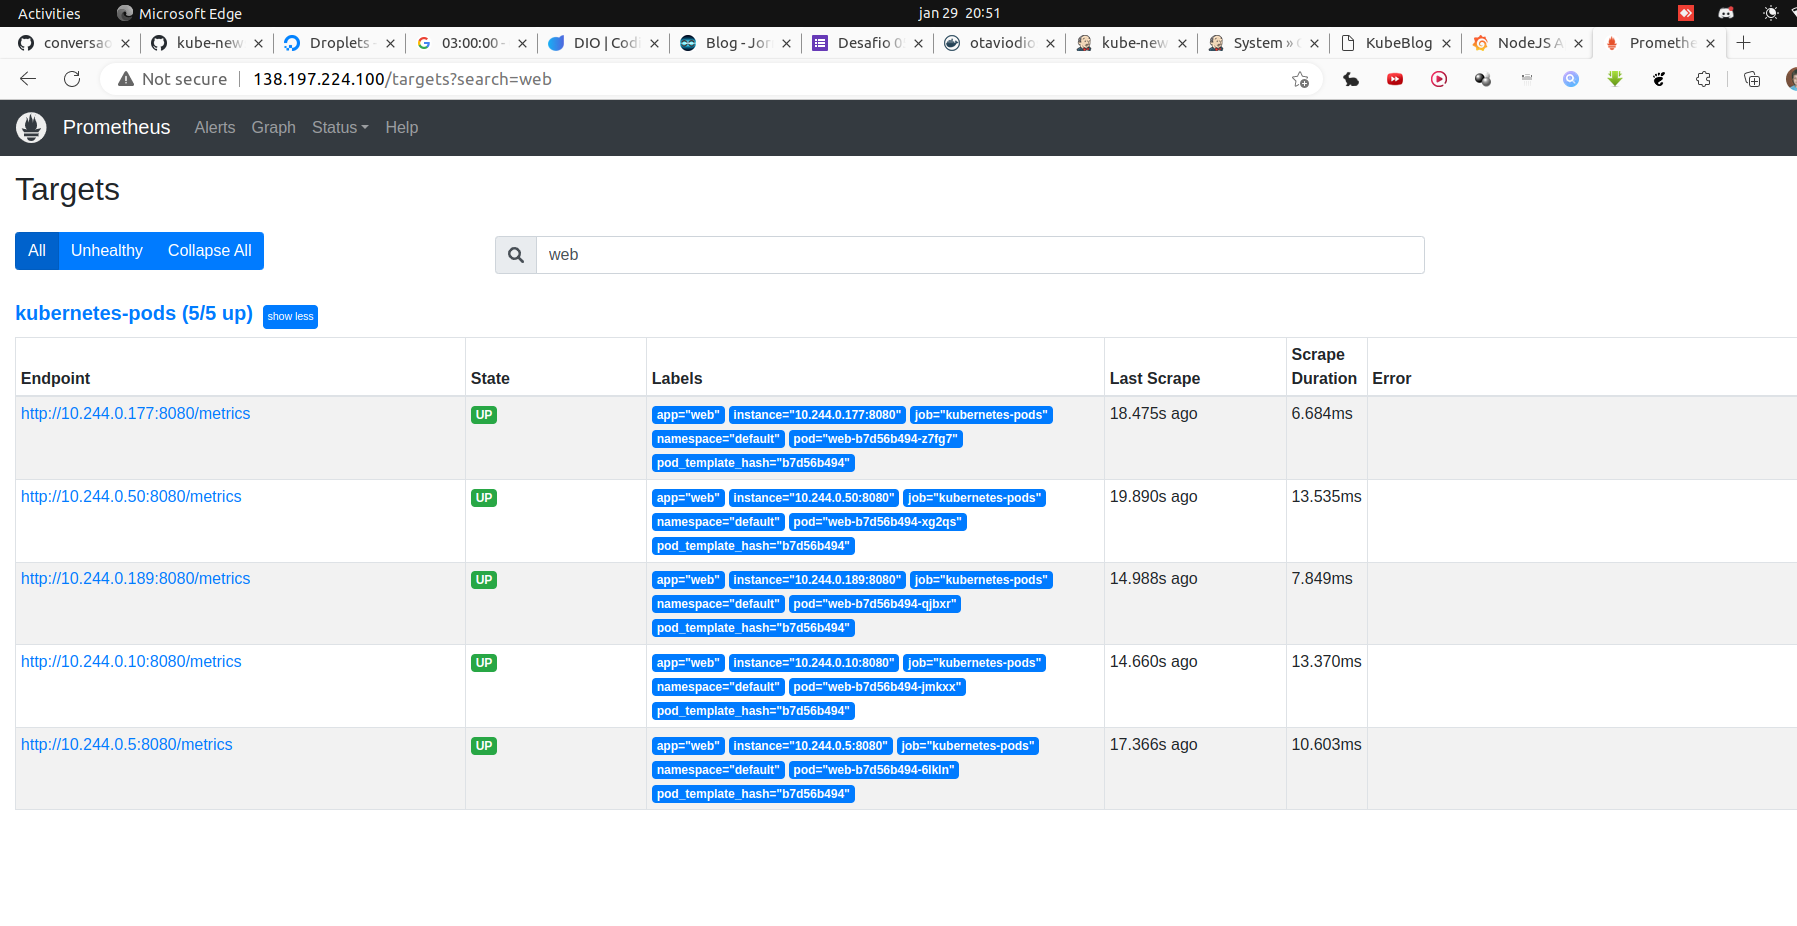 Activities Microsoft Edge jan 29 20:51
conversao kube-new Droplets - 03:00:00 - DIO | Codi Blog - Jor Desafio 0 otaviodio kube-new System » KubeBlog NodeJS A Promethe
Not secure 138.197.224.100/targets?search=web
Prometheus Alerts Graph Status Help
Targets
All Unhealthy Collapse All web
kubernetes-pods (5/5 up) show less
Endpoint State Labels Last Scrape Scrape Duration Error
http://10.244.0.177:8080/metrics UP app="web" instance="10.244.0.177:8080" job="kubernetes-pods" 18.475s ago 6.684ms
namespace="default" pod="web-b7d56b494-z7fg7"
pod_template_hash="b7d56b494"
http://10.244.0.50:8080/metrics UP app="web" instance="10.244.0.50:8080" job="kubernetes-pods" 19.890s ago 13.535ms
namespace="default" pod="web-b7d56b494-xg2qs"
pod_template_hash="b7d56b494"
http://10.244.0.189:8080/metrics UP app="web" instance="10.244.0.189:8080" job="kubernetes-pods" 14.988s ago 7.849ms
namespace="default" pod="web-b7d56b494-qjbxr"
pod_template_hash="b7d56b494"
http://10.244.0.10:8080/metrics UP app="web" instance="10.244.0.10:8080" job="kubernetes-pods" 14.660s ago 13.370ms
namespace="default" pod="web-b7d56b494-jmkxx"
pod_template_hash="b7d56b494"
http://10.244.0.5:8080/metrics UP app="web" instance="10.244.0.5:8080" job="kubernetes-pods" 17.366s ago 10.603ms
namespace="default" pod="web-b7d56b494-6lkln"
pod_template_hash="b7d56b494"